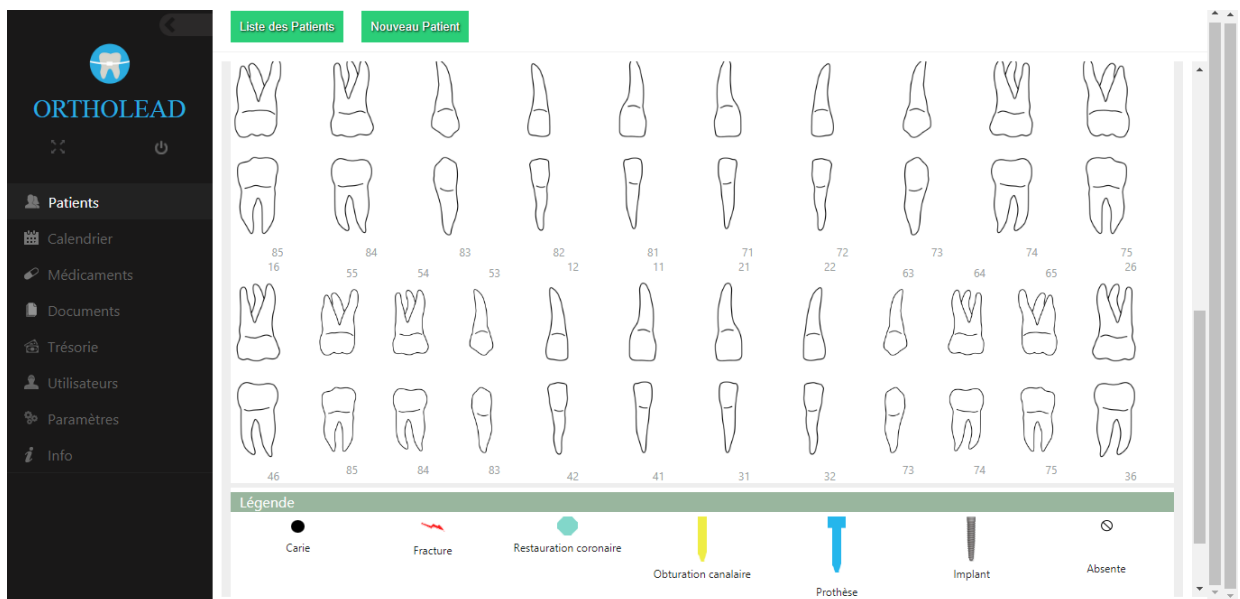 Liste des Patients
Nouveau Patient
ORTHOLEAD
Patients
Calendrier
Médicaments
Documents
Trésorie
Utilisateurs
Paramètres
Info
85 84 83 82 81 71 72 73 74 75
16 55 54 53 12 11 21 22 63 64 65 26
46 85 84 83 42 41 31 32 73 74 75 36
Légende
Carie
Fracture
Restauration coronaire
Obturation canalaire
Prothèse
Implant
Absente